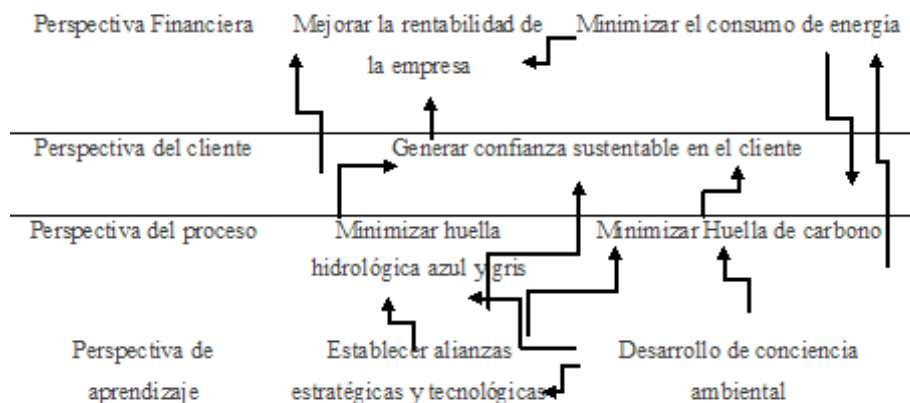 Perspectiva Financiera
Mejorar la rentabilidad de
la empresa
Minimizar el consumo de energía
Perspectiva del cliente
Generar confianza sustentable en el cliente
Perspectiva del proceso
Minimizar huella
hidrológica azul y gris
Minimizar Huella de carbono
Perspectiva de
aprendizaje
Establecer alianzas
estratégicas y tecnológicas
Desarrollo de conciencia
ambiental